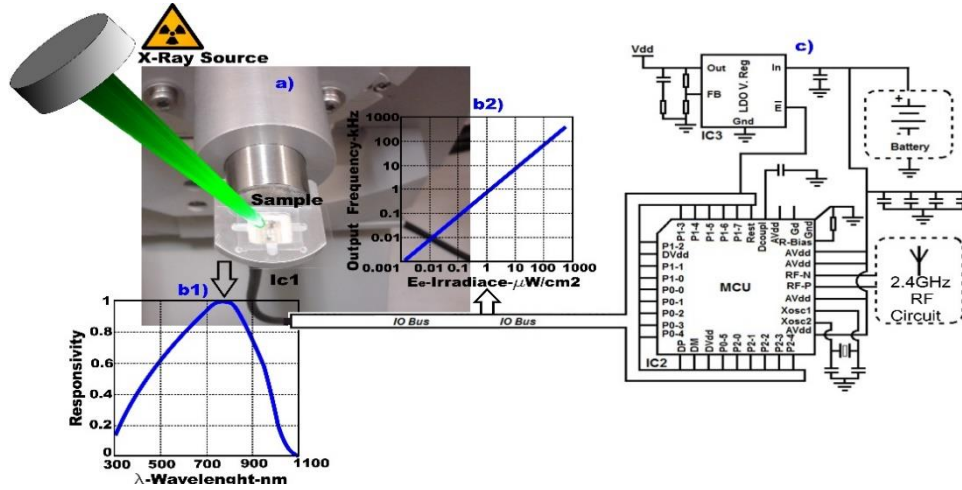 X-Ray Source
a)
Sample
Ic1
b1)
Responsivity
1
0.8
0.6
0.4
0.2
0
300 500 700 900 1100
λ-Wavelenght-nm
b2)
Output Frequency-kHz
1000
100
10
1
0.1
0.01
0.001
0.01 0.1 1 10 100 1000
Ee-Irradiace-μW/cm2
IO Bus IO Bus
c)
Vdd
Out
In
FB
LDO V. Reg
E
Gnd
IC3
+
-
Battery
P1-3
P1-4
P1-5
P1-6
P1-7
Rest
Dcoupl
AVdd
Gd
Gnd
P1-2
DVdd
P1-1
P1-0
P0-0
P0-1
P0-2
P0-3
P0-4
MCU
R-Bias
AVdd
AVdd
RF-N
RF-P
AVdd
Xosc1
Xosc2
AVdd
DP
DM
DVdd
P0-5
P2-0
P2-1
P2-2
P2-3
P2-4
IC2
2.4GHz
RF
Circuit